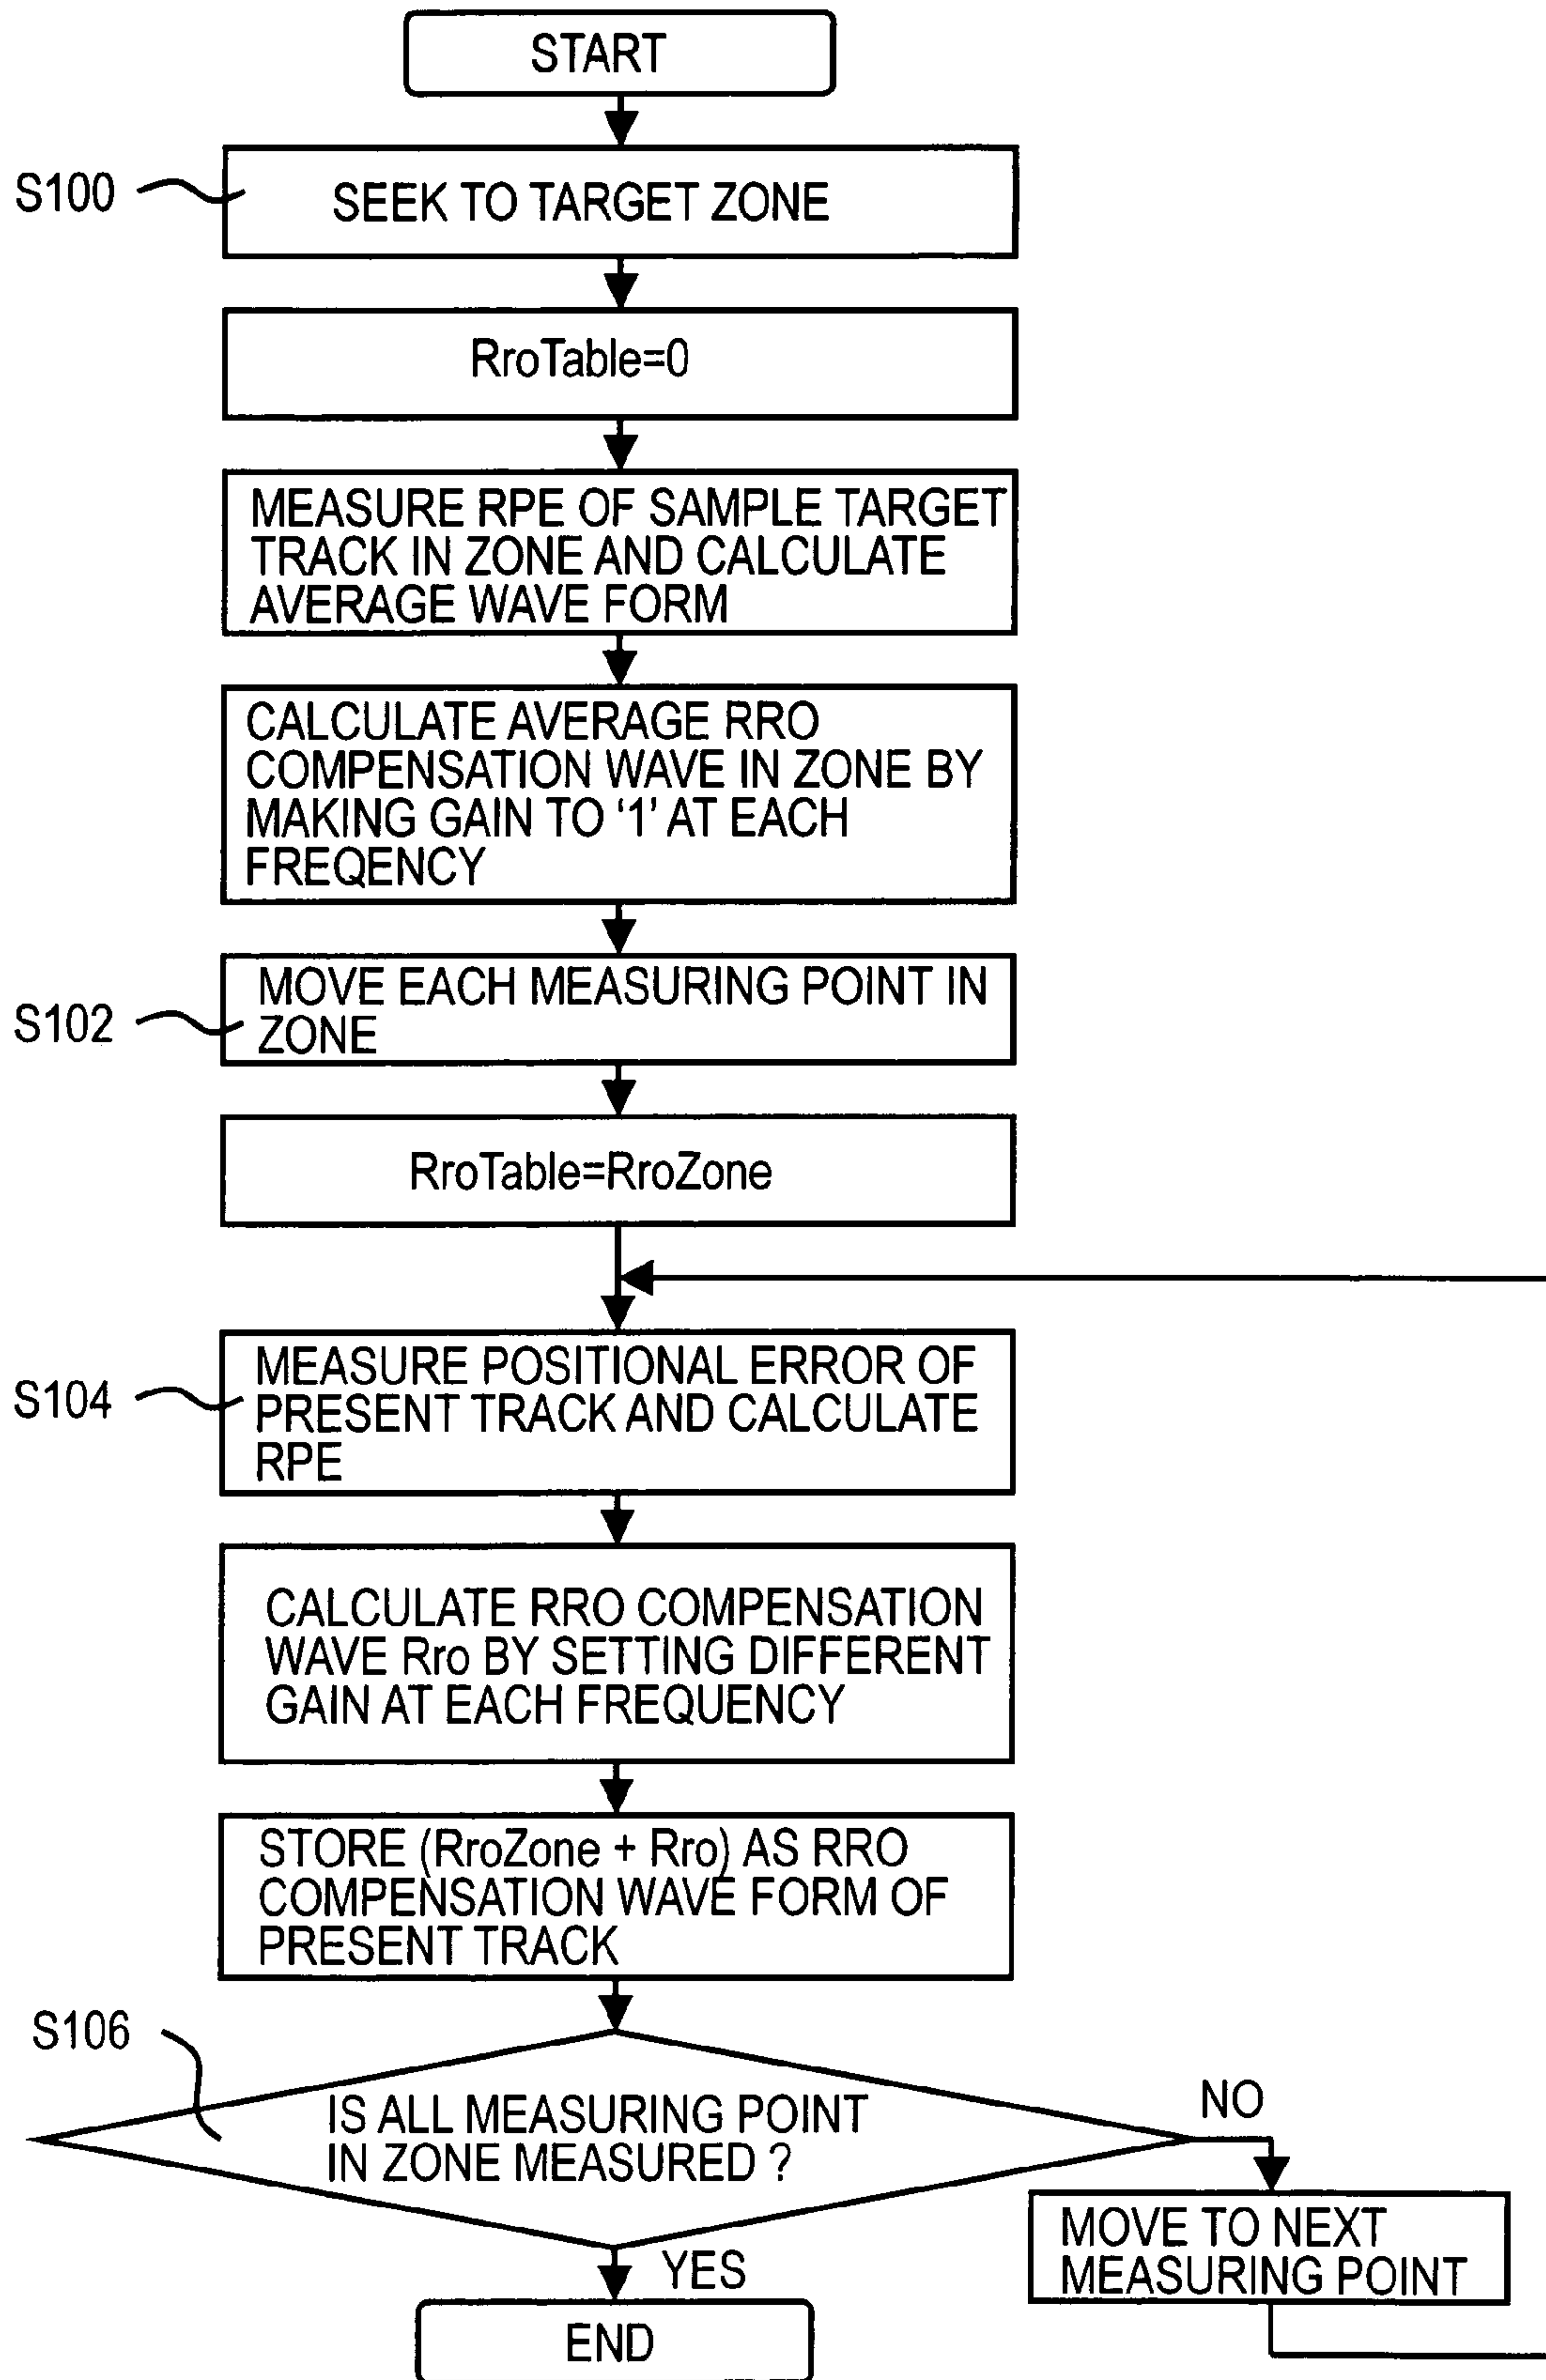 START
S100
SEEK TO TARGET ZONE
RroTable=0
MEASURE RPE OF SAMPLE TARGET
TRACK IN ZONE AND CALCULATE
AVERAGE WAVE FORM
CALCULATE AVERAGE RRO
COMPENSATION WAVE IN ZONE BY
MAKING GAIN TO ‘1’ AT EACH
FREQENCY
S102
MOVE EACH MEASURING POINT IN
ZONE
RroTable=RroZone
S104
MEASURE POSITIONAL ERROR OF
PRESENT TRACK AND CALCULATE
RPE
CALCULATE RRO COMPENSATION
WAVE Rro BY SETTING DIFFERENT
GAIN AT EACH FREQUENCY
STORE (RroZone + Rro) AS RRO
COMPENSATION WAVE FORM OF
PRESENT TRACK
S106
IS ALL MEASURING POINT
IN ZONE MEASURED ?
NO
MOVE TO NEXT
MEASURING POINT
YES
END